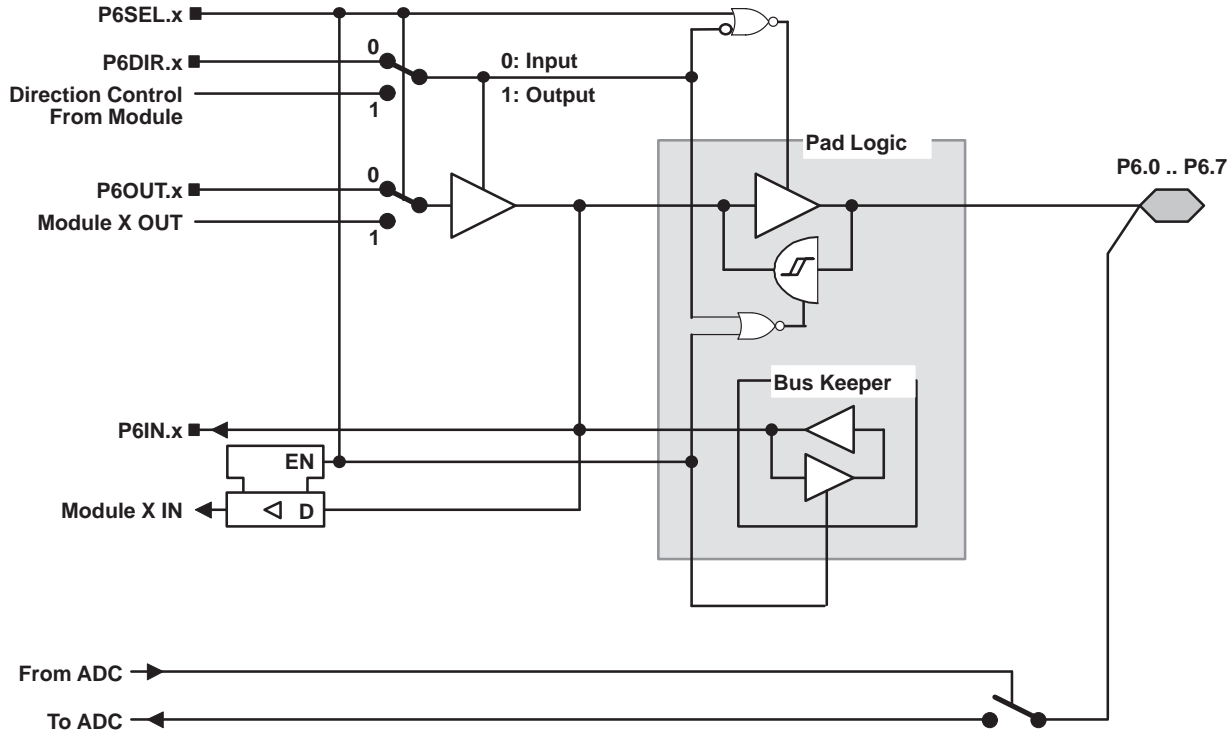 P6SEL.x
P6DIR.x
0
0: Input
Direction Control
From Module
1
1: Output
Pad Logic
P6.0 .. P6.7
P6OUT.x
0
Module X OUT
1
Bus Keeper
P6IN.x
EN
Module X IN
D
From ADC
To ADC